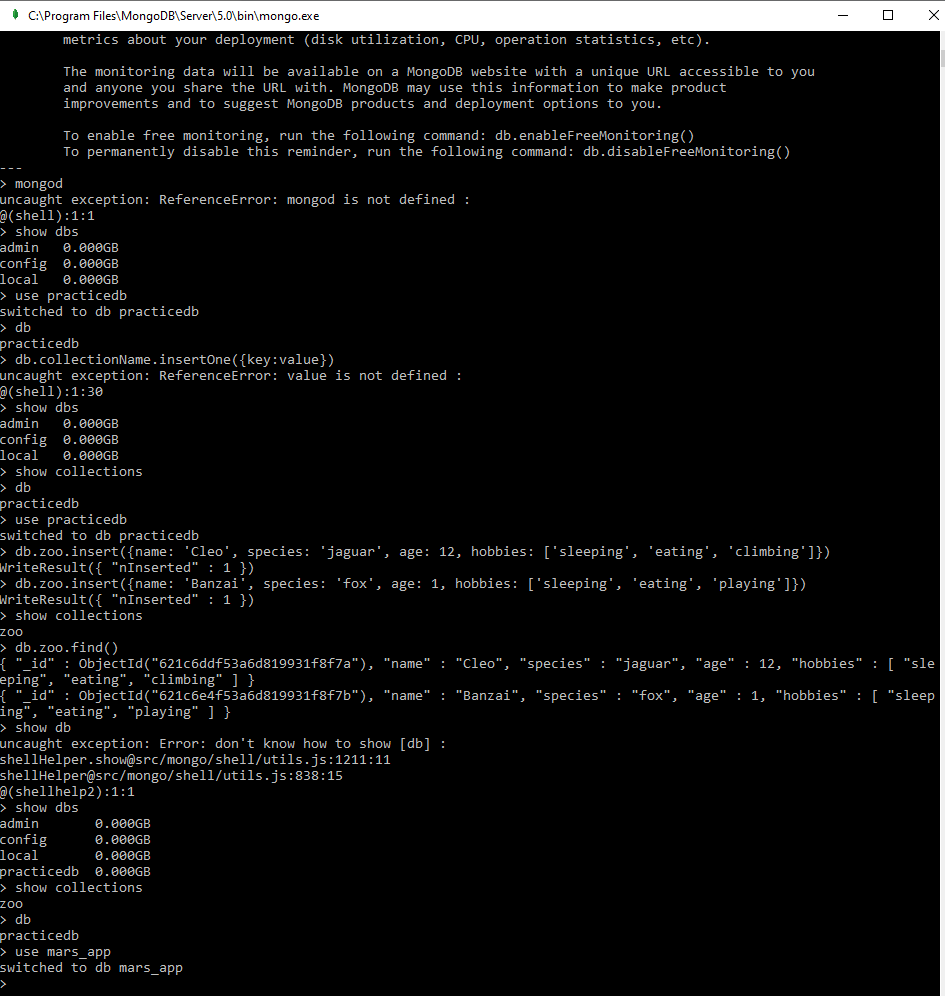 C:\Program Files\MongoDB\Server\5.0\bin\mongo.exe
metrics about your deployment (disk utilization, CPU, operation statistics, etc).
The monitoring data will be available on a MongoDB website with a unique URL accessible to you
and anyone you share the URL with. MongoDB may use this information to make product
improvements and to suggest MongoDB products and deployment options to you.
To enable free monitoring, run the following command: db.enableFreeMonitoring()
To permanently disable this reminder, run the following command: db.disableFreeMonitoring()
---
> mongod
uncaught exception: ReferenceError: mongod is not defined :
@(shell):1:1
> show dbs
admin   0.000GB
config  0.000GB
local   0.000GB
> use practicedb
switched to db practicedb
> db
practicedb
> db.collectionName.insertOne({key:value})
uncaught exception: ReferenceError: value is not defined :
@(shell):1:30
> show dbs
admin   0.000GB
config  0.000GB
local   0.000GB
> show collections
> db
practicedb
> use practicedb
switched to db practicedb
> db.zoo.insert({name: 'Cleo', species: 'jaguar', age: 12, hobbies: ['sleeping', 'eating', 'climbing']})
WriteResult({ "nInserted" : 1 })
> db.zoo.insert({name: 'Banzai', species: 'fox', age: 1, hobbies: ['sleeping', 'eating', 'playing']})
WriteResult({ "nInserted" : 1 })
> show collections
zoo
> db.zoo.find()
{ "_id" : ObjectId("621c6ddf53a6d819931f8f7a"), "name" : "Cleo", "species" : "jaguar", "age" : 12, "hobbies" : [ "sle
eping", "eating", "climbing" ] }
{ "_id" : ObjectId("621c6e4f53a6d819931f8f7b"), "name" : "Banzai", "species" : "fox", "age" : 1, "hobbies" : [ "sleep
ing", "eating", "playing" ] }
> show db
uncaught exception: Error: don't know how to show [db] :
shellHelper.show@src/mongo/shell/utils.js:1211:11
shellHelper@src/mongo/shell/utils.js:838:15
@(shellhelp2):1:1
> show dbs
admin       0.000GB
config      0.000GB
local       0.000GB
practicedb  0.000GB
> show collections
zoo
> db
practicedb
> use mars_app
switched to db mars_app
>